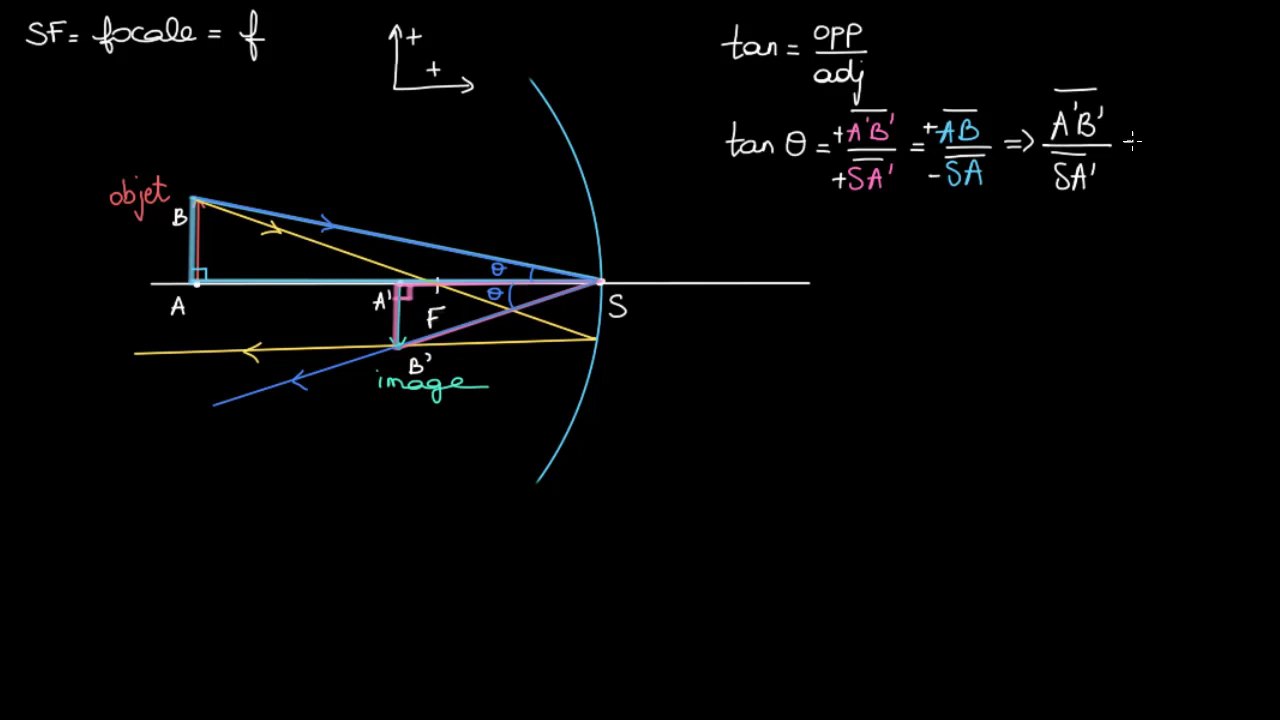 SF = focale = f
+
+
tan = opp / adj
tan θ = +A'B' / +SA' = +AB / -SA => A'B' / SA' -
objet
B
θ
A
A'
θ
F
S
B'
image